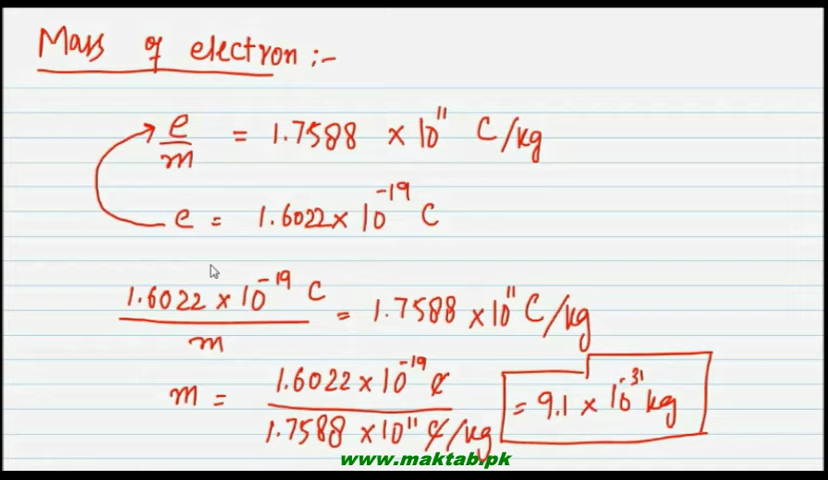 Mass of electron :-
e/m = 1.7588 × 10¹¹ C/kg
e = 1.6022 × 10⁻¹⁹ C
1.6022 × 10⁻¹⁹ C / m = 1.7588 × 10¹¹ C/kg
m = 1.6022 × 10⁻¹⁹ C / 1.7588 × 10¹¹ C/kg = 9.1 × 10⁻³¹ kg
www.maktab.pk